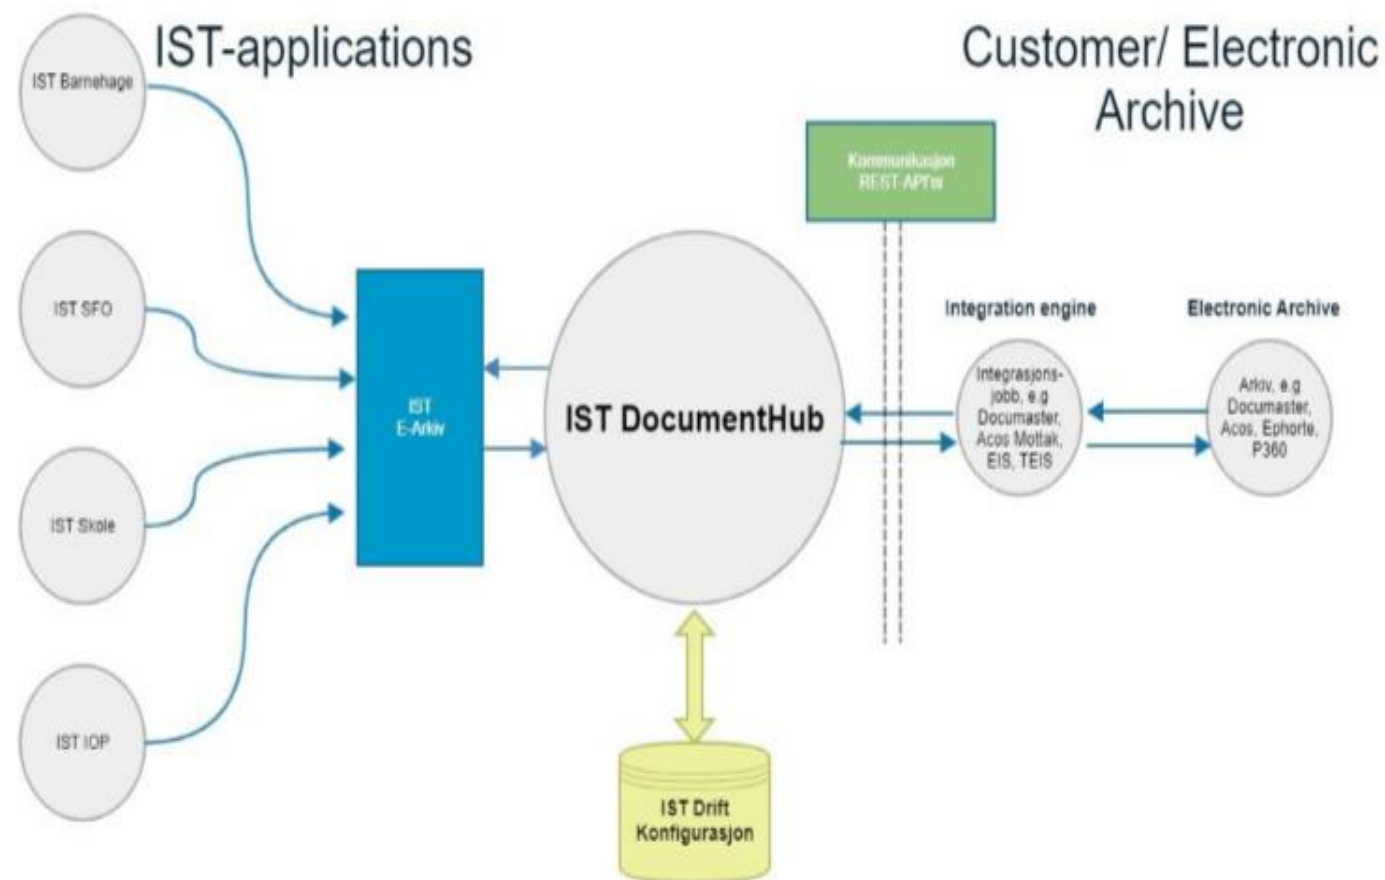 IST-applications
Customer/ Electronic
Archive
IST Barnehage
Kommunikasjon
REST-API'er
IST SFO
Integration engine
Electronic Archive
Integrasjons-
jobb, e.g
Documaster,
Acos Mottak,
EIS, TEIS
Arkiv, e.g
Documaster,
Acos, Ephorte,
P360
IST
E-Arkiv
IST DocumentHub
IST Skole
IST IOP
IST Drift
Konfigurasjon